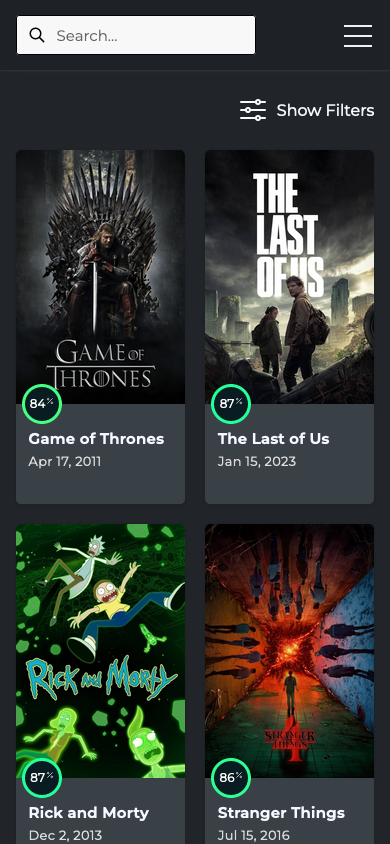 Search...
Show Filters
GAME OF
THRONES
84%
Game of Thrones
Apr 17, 2011
THE
LAST
OF US
87%
The Last of Us
Jan 15, 2023
RICK AND MORTY
87%
Rick and Morty
Dec 2, 2013
STRANGER
THINGS
4
86%
Stranger Things
Jul 15, 2016